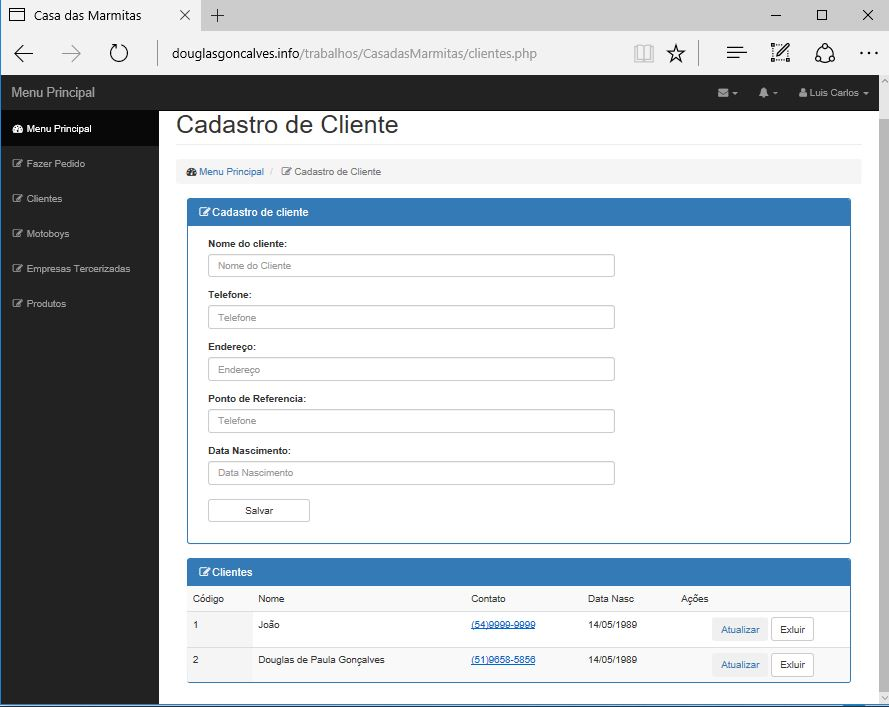 Casa das Marmitas
douglasgoncalves.info/trabalhos/CasadasMarmitas/clientes.php
Menu Principal
Luis Carlos
Menu Principal
Fazer Pedido
Clientes
Motoboys
Empresas Tercerizadas
Produtos
Cadastro de Cliente
Menu Principal / Cadastro de Cliente
Cadastro de cliente
Nome do cliente:
Nome do Cliente
Telefone:
Telefone
Endereço:
Endereço
Ponto de Referencia:
Telefone
Data Nascimento:
Data Nascimento
Salvar
Clientes
Código Nome Contato Data Nasc Ações
1 João (54)9999-9999 14/05/1989 Atualizar Exluir
2 Douglas de Paula Gonçalves (51)9658-5856 14/05/1989 Atualizar Exluir